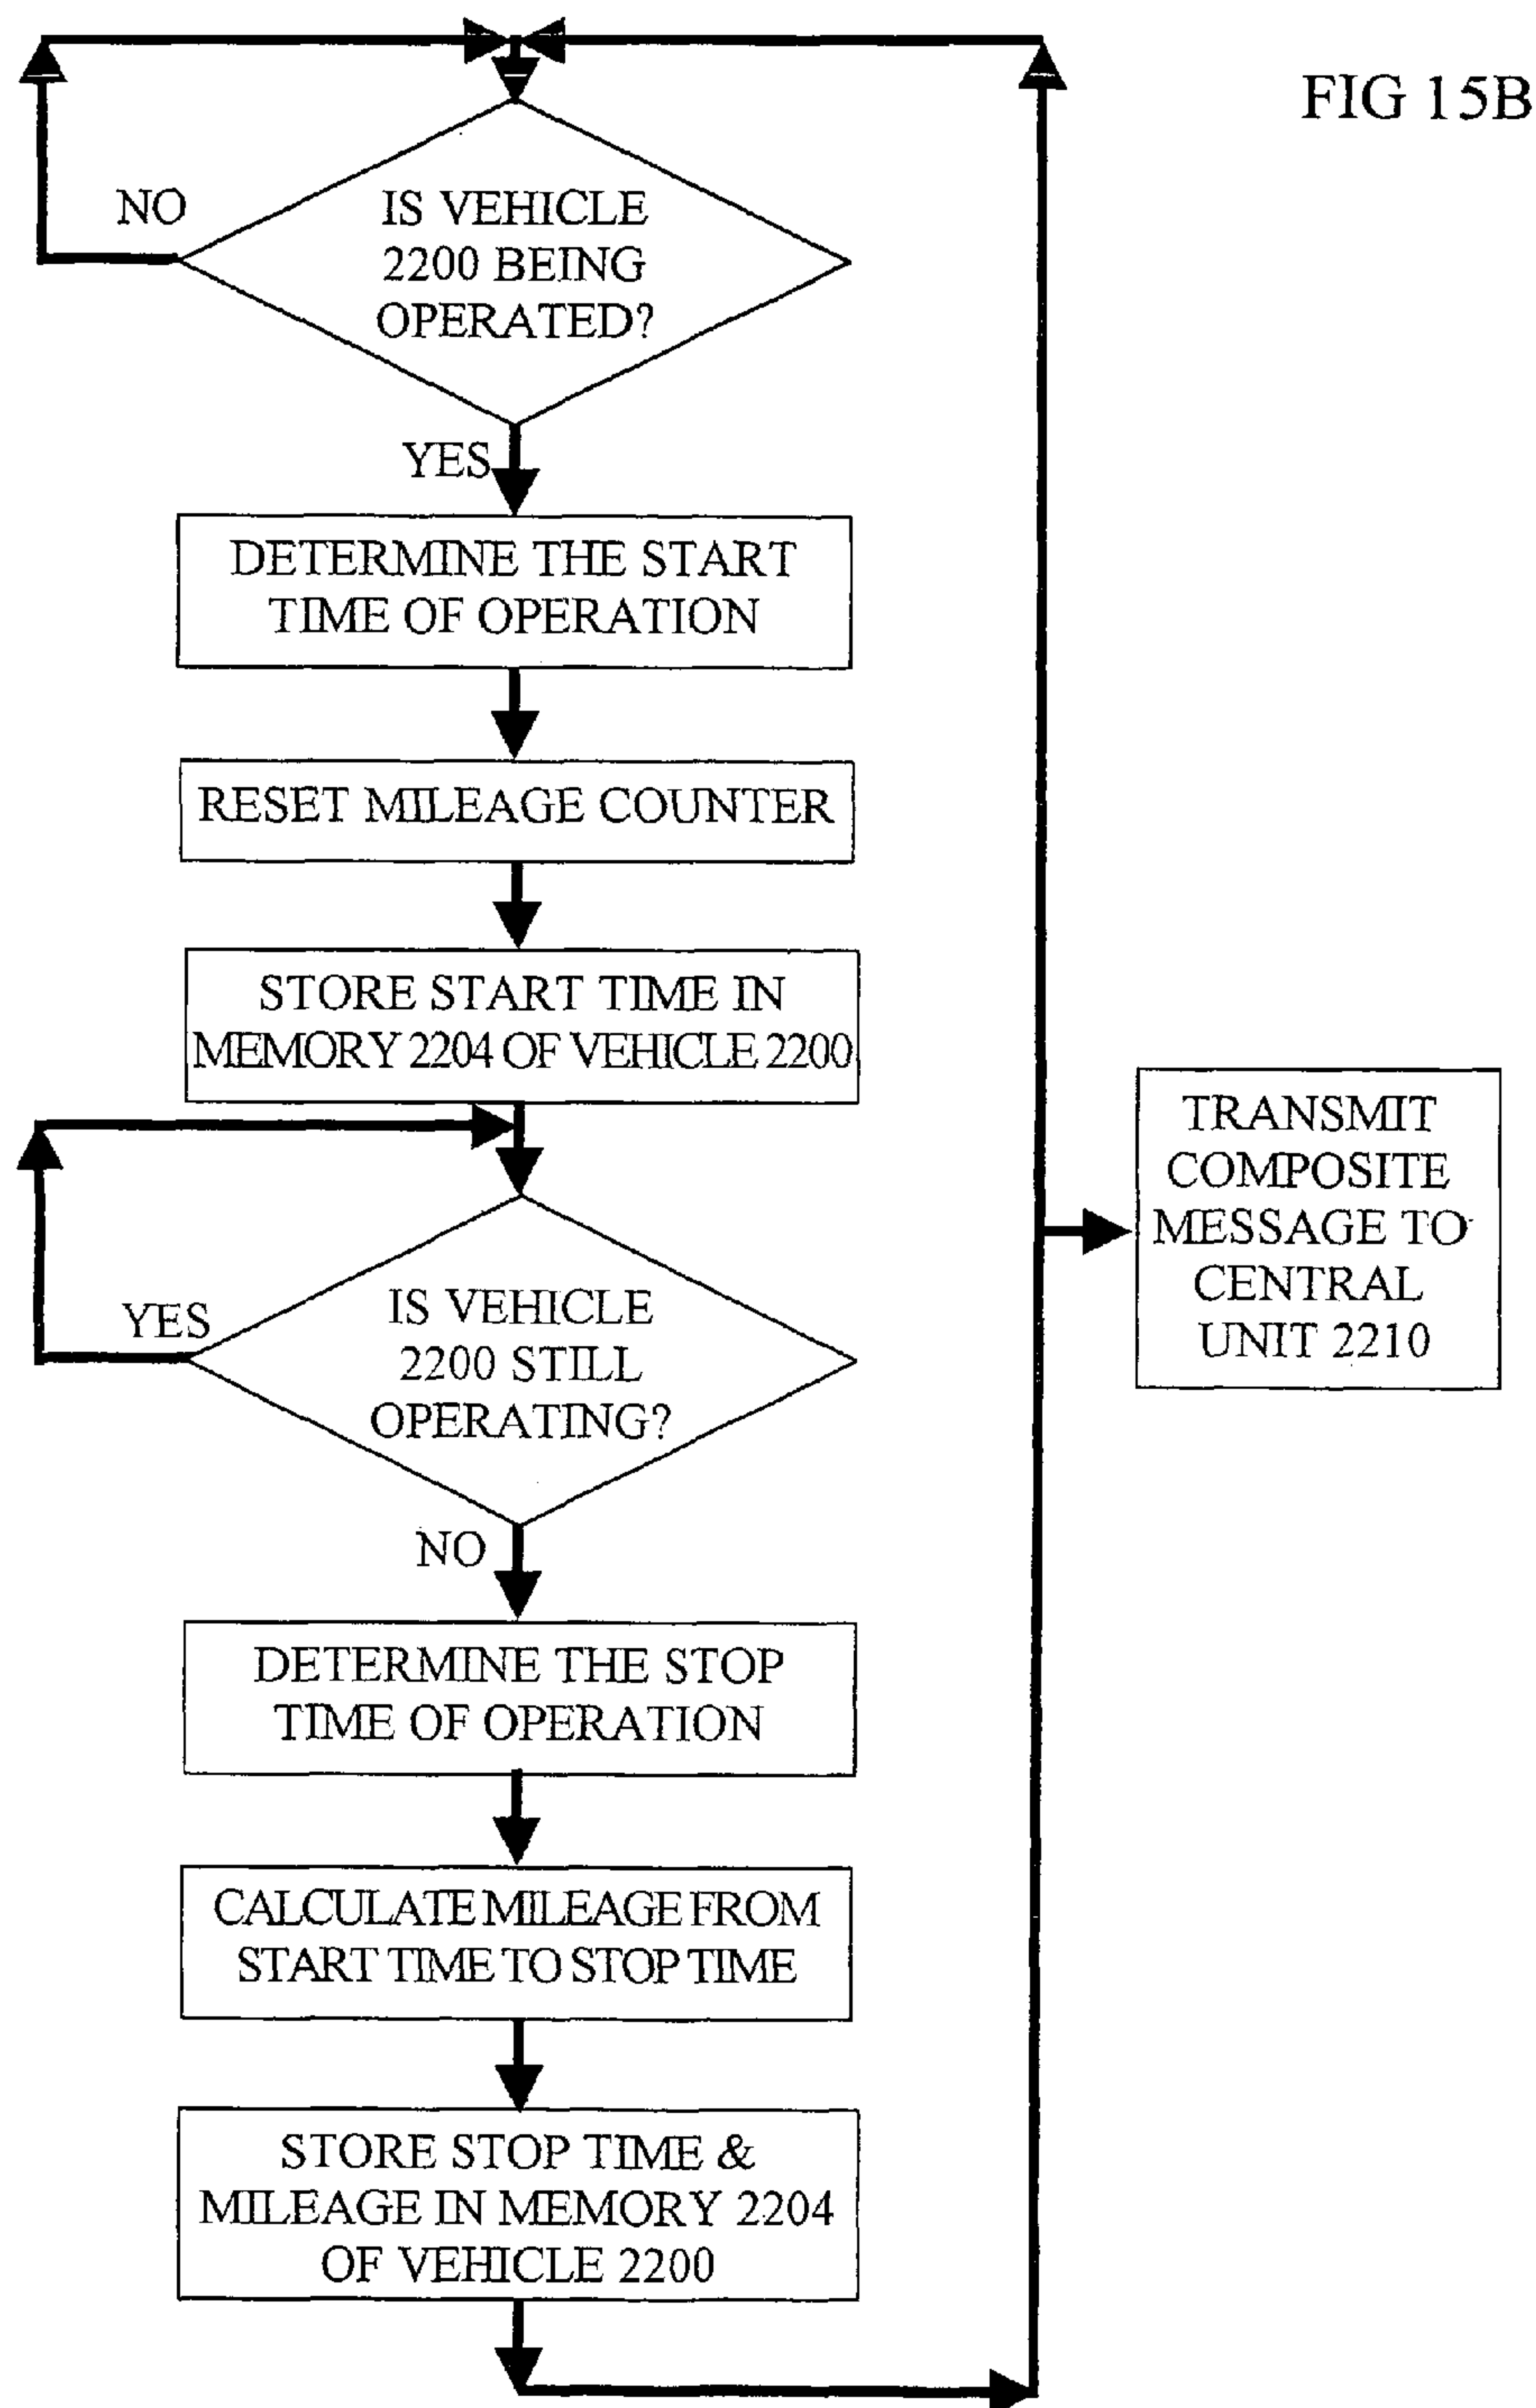 FIG 15B
NO
IS VEHICLE
2200 BEING
OPERATED?
YES
DETERMINE THE START
TIME OF OPERATION
RESET MILEAGE COUNTER
STORE START TIME IN
MEMORY 2204 OF VEHICLE 2200
YES
IS VEHICLE
2200 STILL
OPERATING?
NO
DETERMINE THE STOP
TIME OF OPERATION
CALCULATE MILEAGE FROM
START TIME TO STOP TIME
STORE STOP TIME &
MILEAGE IN MEMORY 2204
OF VEHICLE 2200
TRANSMIT
COMPOSITE
MESSAGE TO
CENTRAL
UNIT 2210